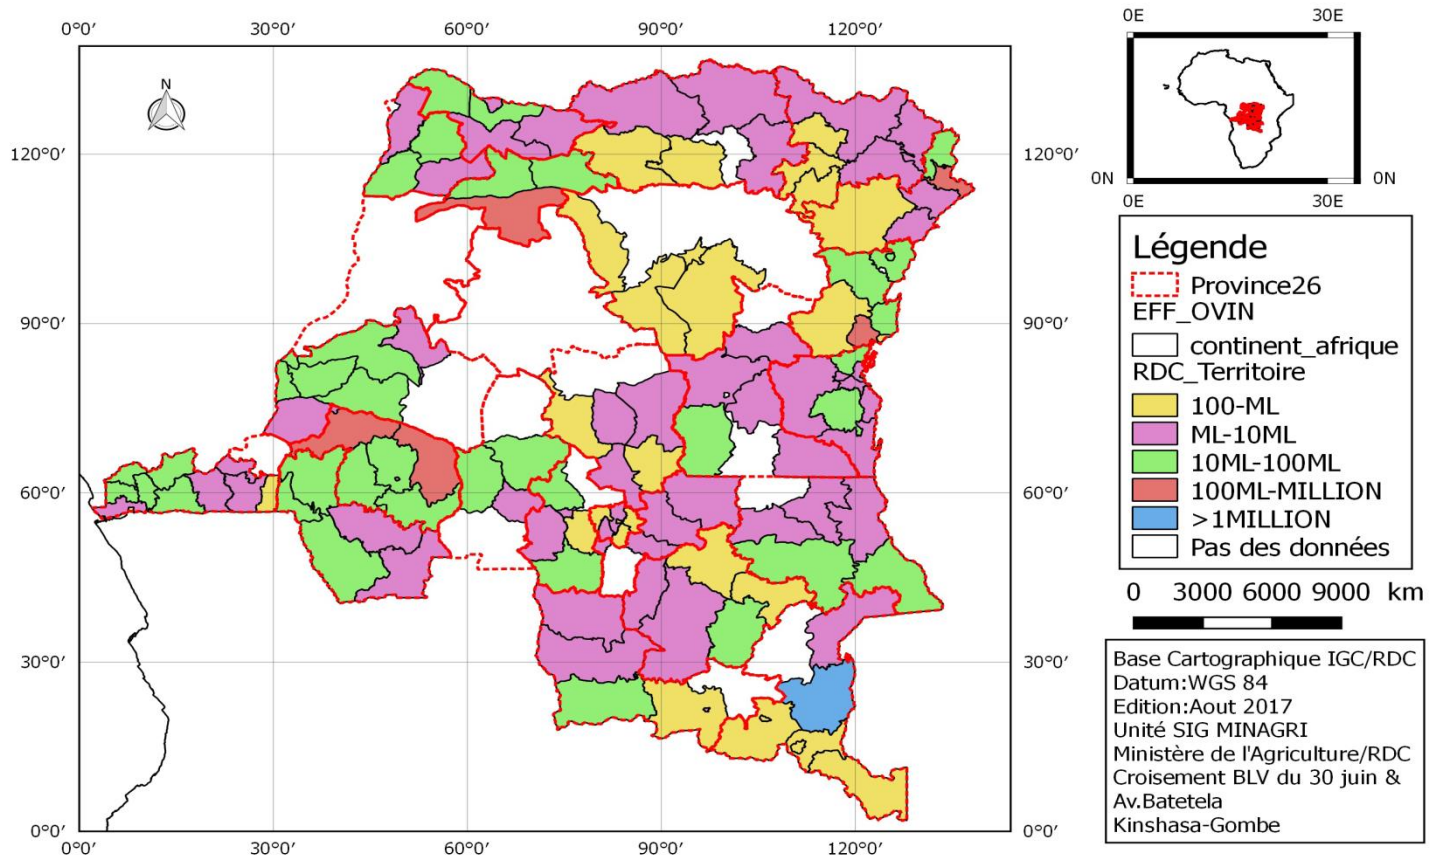 0°0′ 30°0′ 60°0′ 90°0′ 120°0′
N
120°0′ 120°0′
90°0′ 90°0′
60°0′ 60°0′
30°0′ 30°0′
0°0′ 0°0′
0°0′ 30°0′ 60°0′ 90°0′ 120°0′
0E 30E
0N 0N
0E 30E
Légende
Province26
EFF_OVIN
continent_afrique
RDC_Territoire
100-ML
ML-10ML
10ML-100ML
100ML-MILLION
>1MILLION
Pas des données
0 3000 6000 9000 km
Base Cartographique IGC/RDC
Datum:WGS 84
Edition:Aout 2017
Unité SIG MINAGRI
Ministère de l'Agriculture/RDC
Croisement BLV du 30 juin &
Av.Batetela
Kinshasa-Gombe